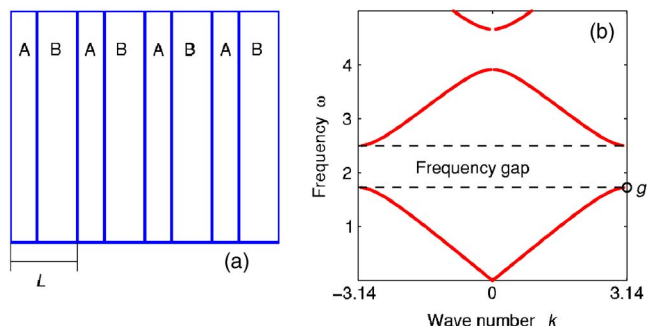 A B A B A B A B
(a)
L
(b)
4
3
2
1
Frequency ω
Frequency gap
g
-3.14 0 3.14
Wave number k